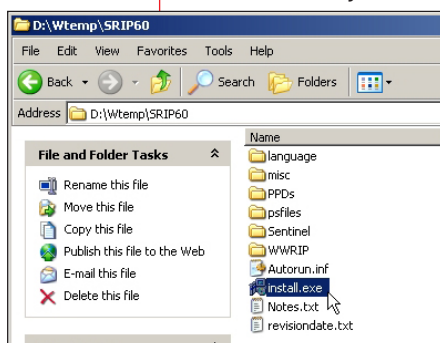 D:\Wtemp\SRIP60
File Edit View Favorites Tools Help
Back Search Folders
Address D:\Wtemp\SRIP60
File and Folder Tasks
Rename this file
Move this file
Copy this file
Publish this file to the Web
E-mail this file
Delete this file
Name
language
misc
PPDs
psfiles
Sentinel
WWRIP
Autorun.inf
install.exe
Notes.txt
revisiondate.txt